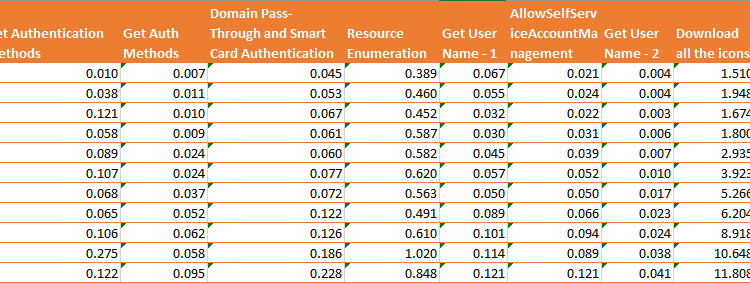 Domain Pass- AllowSelfServ
et Authentication Get Auth Through and Smart Resource Get User iceAccountMa Get User Download
ethods Methods Card Authentication Enumeration Name - 1 nagement Name - 2 all the icons
0.010 0.007 0.045 0.389 0.067 0.021 0.004 1.510
0.038 0.011 0.053 0.460 0.055 0.024 0.004 1.948
0.121 0.010 0.067 0.452 0.032 0.022 0.003 1.674
0.058 0.009 0.061 0.587 0.030 0.031 0.006 1.800
0.089 0.024 0.060 0.582 0.045 0.039 0.007 2.935
0.107 0.024 0.077 0.620 0.057 0.052 0.010 3.923
0.068 0.037 0.072 0.563 0.050 0.050 0.017 5.266
0.065 0.052 0.122 0.491 0.089 0.066 0.023 6.204
0.106 0.062 0.126 0.610 0.101 0.094 0.024 8.918
0.275 0.058 0.186 1.020 0.114 0.089 0.038 10.648
0.122 0.095 0.228 0.848 0.121 0.121 0.041 11.808